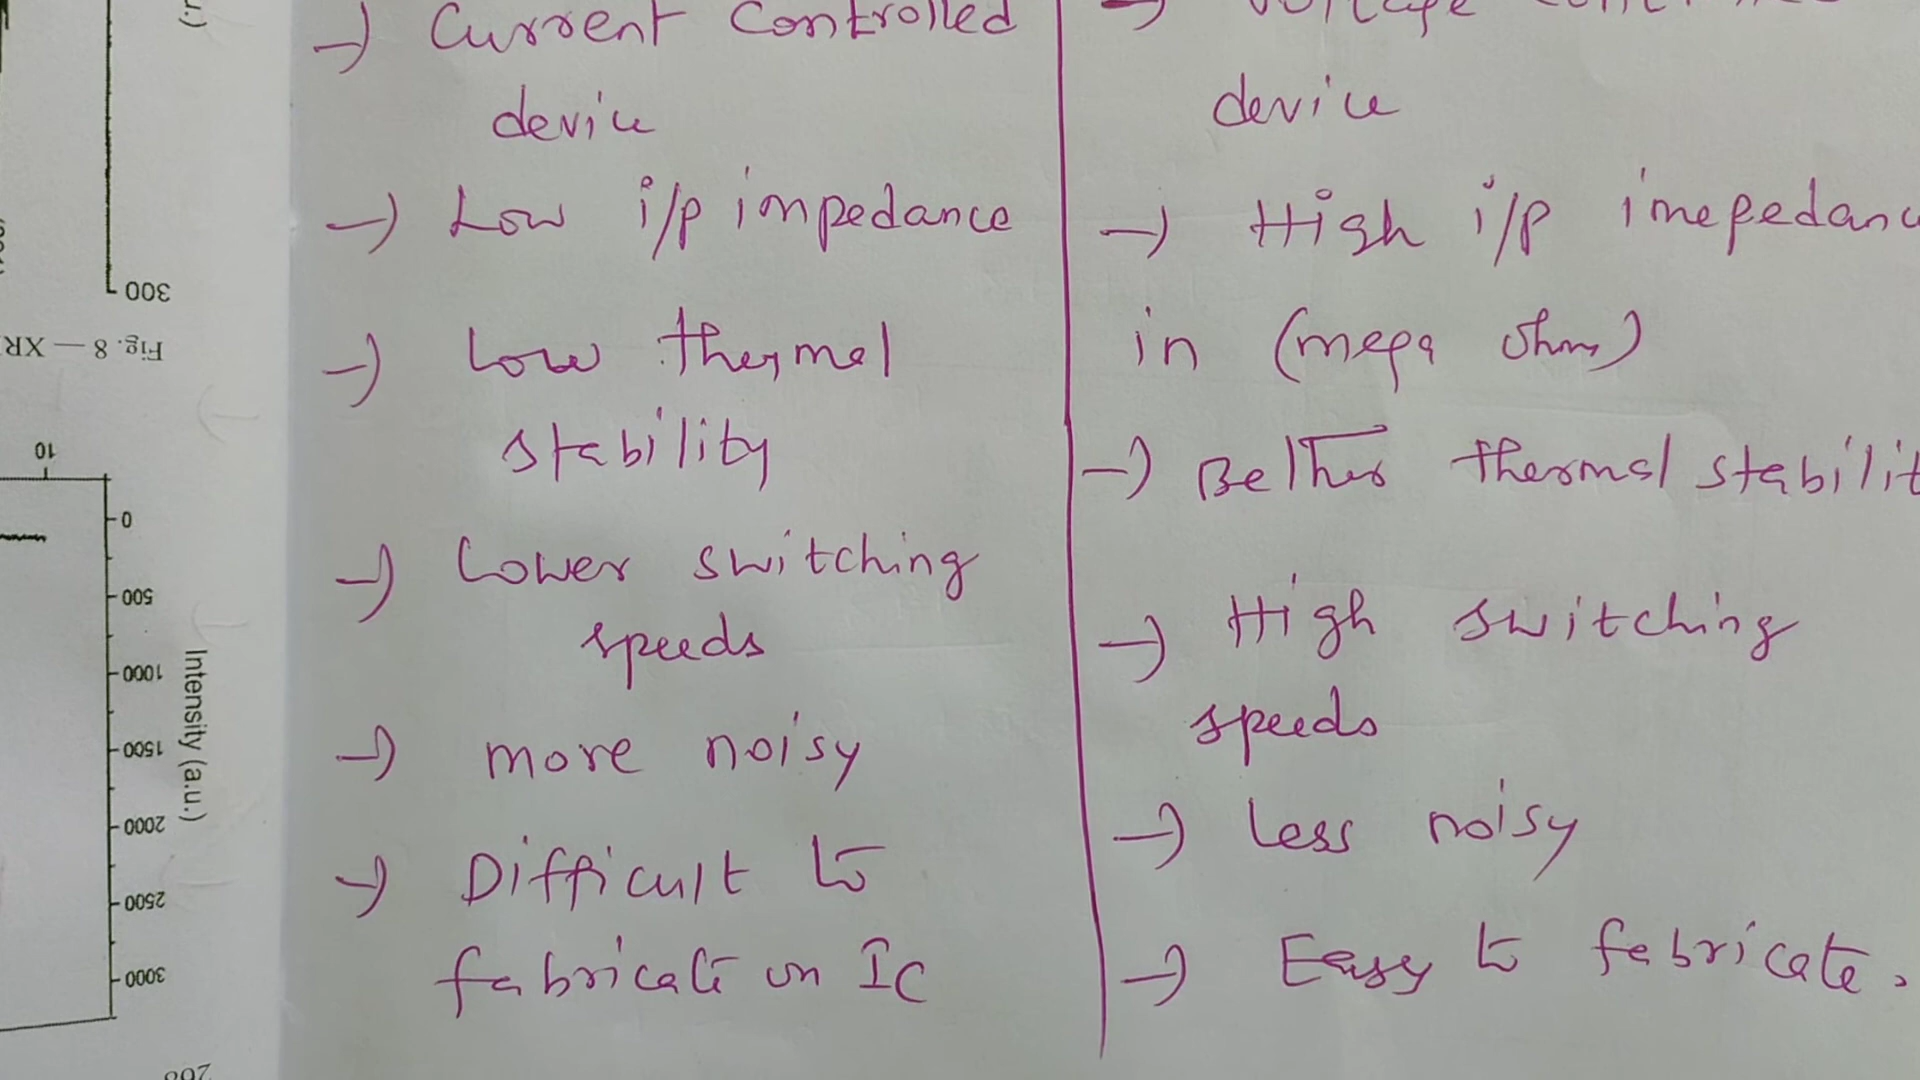 → Current Controlled
device
→ Low i/p impedance
→ Low thermal
stability
→ Lower switching
speeds
→ more noisy
→ Difficult to
fabricate on IC
device
→ High i/p imepedanc
in (mega ohm)
→ Better thermal stabilit
→ High switching
speeds
→ Less noisy
→ Easy to fabricate.
300
Fig. 8 — XR
10
0
500
1000
1500
2000
2500
3000
Intensity (a.u.)